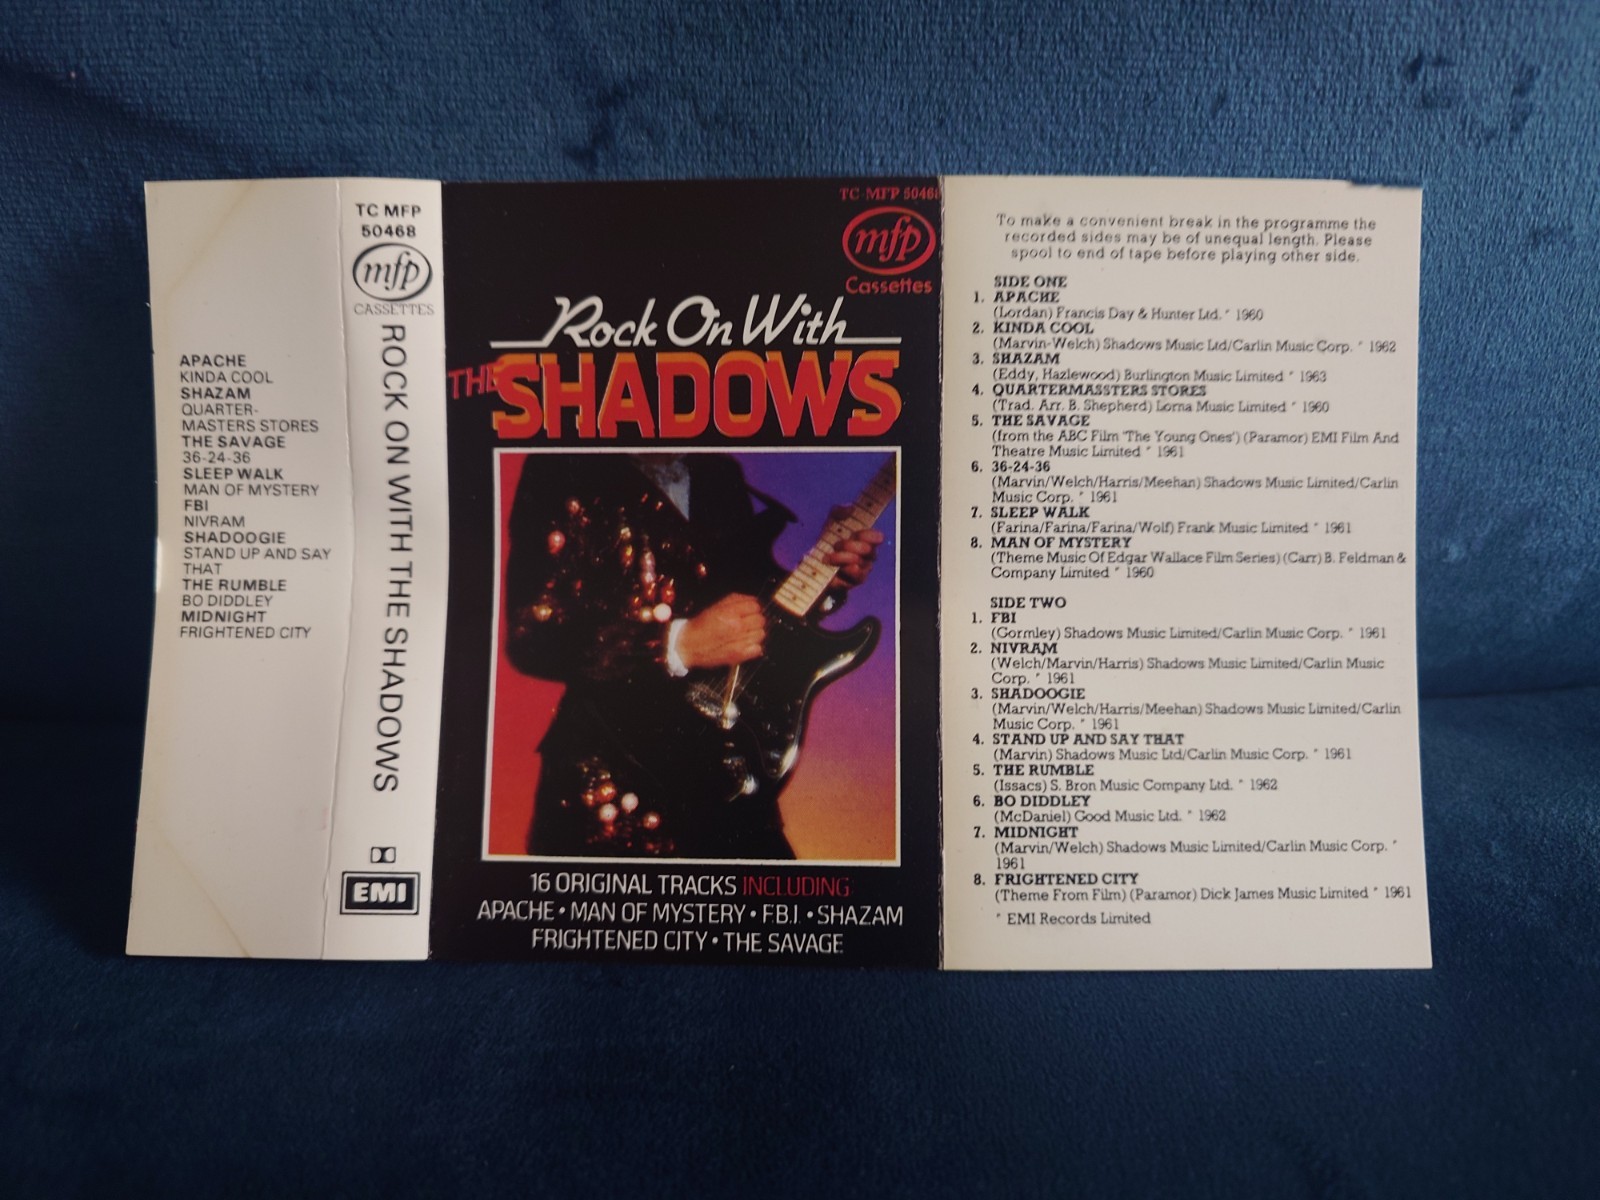 APACHE
KINDA COOL
SHAZAM
QUARTER-
MASTERS STORES
THE SAVAGE
36-24-36
SLEEP WALK
MAN OF MYSTERY
FBI
NIVRAM
SHADOOGIE
STAND UP AND SAY
THAT
THE RUMBLE
BO DIDDLEY
MIDNIGHT
FRIGHTENED CITY
TC MFP
50468
mfp
CASSETTES
ROCK ON WITH THE SHADOWS
EMI
TC-MFP 50468
mfp
Cassettes
Rock On With
THE SHADOWS
16 ORIGINAL TRACKS INCLUDING:
APACHE • MAN OF MYSTERY • F.B.I. • SHAZAM
FRIGHTENED CITY • THE SAVAGE
To make a convenient break in the programme the
recorded sides may be of unequal length. Please
spool to end of tape before playing other side.
SIDE ONE
1. APACHE
(Lordan) Francis Day & Hunter Ltd. * 1960
2. KINDA COOL
(Marvin-Welch) Shadows Music Ltd/Carlin Music Corp. * 1962
3. SHAZAM
(Eddy, Hazlewood) Burlington Music Limited * 1963
4. QUARTERMASSTERS STORES
(Trad. Arr. B. Shepherd) Lorna Music Limited * 1960
5. THE SAVAGE
(from the ABC Film 'The Young Ones') (Paramor) EMI Film And
Theatre Music Limited * 1961
6. 36-24-36
(Marvin/Welch/Harris/Meehan) Shadows Music Limited/Carlin
Music Corp. * 1961
7. SLEEP WALK
(Farina/Farina/Farina/Wolf) Frank Music Limited * 1961
8. MAN OF MYSTERY
(Theme Music Of Edgar Wallace Film Series) (Carr) B. Feldman &
Company Limited * 1960
SIDE TWO
1. FBI
(Gormley) Shadows Music Limited/Carlin Music Corp. * 1961
2. NIVRAM
(Welch/Marvin/Harris) Shadows Music Limited/Carlin Music
Corp. * 1961
3. SHADOOGIE
(Marvin/Welch/Harris/Meehan) Shadows Music Limited/Carlin
Music Corp. * 1961
4. STAND UP AND SAY THAT
(Marvin) Shadows Music Ltd/Carlin Music Corp. * 1961
5. THE RUMBLE
(Issacs) S. Bron Music Company Ltd. * 1962
6. BO DIDDLEY
(McDaniel) Good Music Ltd. * 1962
7. MIDNIGHT
(Marvin/Welch) Shadows Music Limited/Carlin Music Corp. *
1961
8. FRIGHTENED CITY
(Theme From Film) (Paramor) Dick James Music Limited * 1961
* EMI Records Limited